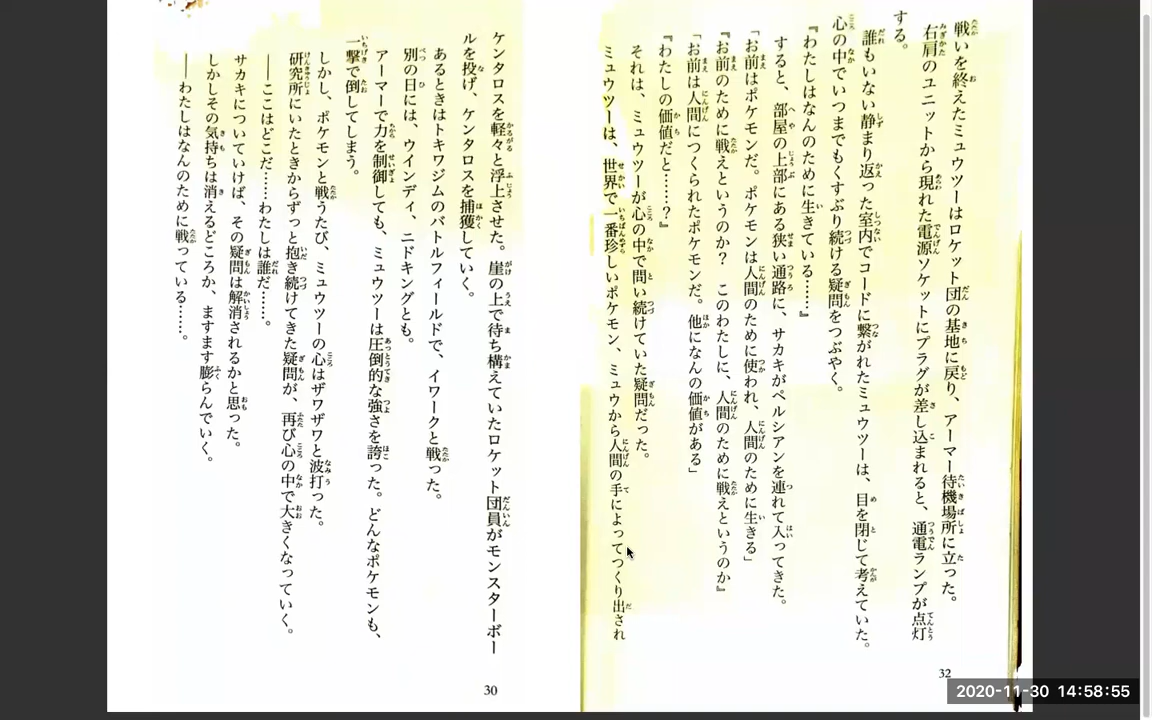 戦いを終えたミュウツーはロケット団の基地に戻り、アーマー待機場所に立った。
右肩のユニットから現れた電源ソケットにプラグが差し込まれると、通電ランプが点灯
する。
誰もいない静まり返った室内でコードに繋がれたミュウツーは、目を閉じて考えていた。
心の中でいつまでもくすぶり続ける疑問をつぶやく。
『わたしはなんのために生きている……』
すると、部屋の上部にある狭い通路に、サカキがペルシアンを連れて入ってきた。
「お前はポケモンだ。ポケモンは人間のために使われ、人間のために生きる」
『お前のために戦えというのか？　このわたしに、人間のために戦えというのか』
「お前は人間につくられたポケモンだ。他になんの価値がある」
『わたしの価値だと……？』
それは、ミュウツーが心の中で問い続けていた疑問だった。
ミュウツーは、世界で一番珍しいポケモン、ミュウから人間の手によってつくり出され
32
ケンタロスを軽々と浮上させた。崖の上で待ち構えていたロケット団員がモンスターボー
ルを投げ、ケンタロスを捕獲していく。
あるときはトキワジムのバトルフィールドで、イワークと戦った。
別の日には、ウインディ、ニドキングとも。
アーマーで力を制御しても、ミュウツーは圧倒的な強さを誇った。どんなポケモンも、
一撃で倒してしまう。
しかし、ポケモンと戦うたび、ミュウツーの心はザワザワと波打った。
研究所にいたときからずっと抱き続けてきた疑問が、再び心の中で大きくなっていく。
――ここはどこだ……わたしは誰だ……。
サカキについていけば、その疑問は解消されるかと思った。
しかしその気持ちは消えるどころか、ますます膨らんでいく。
――わたしはなんのために戦っている……。
30
2020-11-30 14:58:55